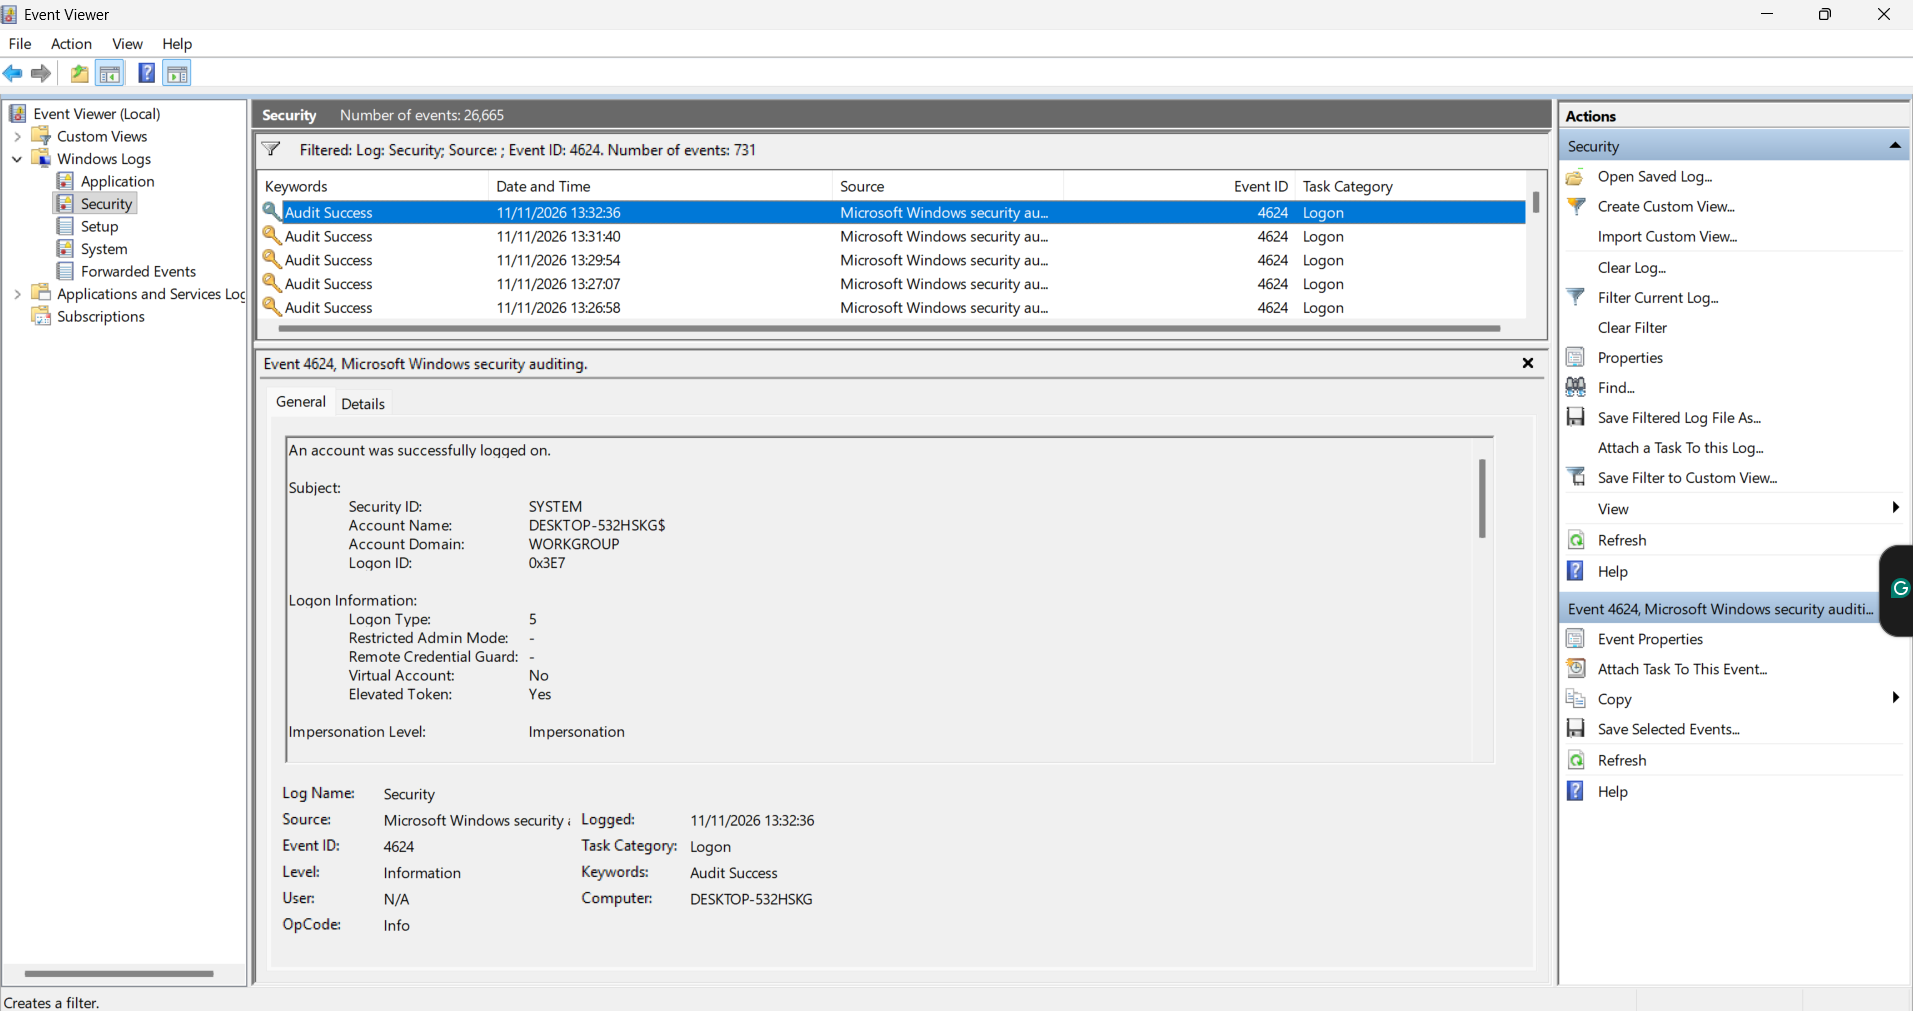 Event Viewer
File Action View Help
Event Viewer (Local)
Custom Views
Windows Logs
Application
Security
Setup
System
Forwarded Events
Applications and Services Log
Subscriptions
Security Number of events: 26,665
Filtered: Log: Security; Source: ; Event ID: 4624. Number of events: 731
Keywords Date and Time Source Event ID Task Category
Audit Success 11/11/2026 13:32:36 Microsoft Windows security au... 4624 Logon
Audit Success 11/11/2026 13:31:40 Microsoft Windows security au... 4624 Logon
Audit Success 11/11/2026 13:29:54 Microsoft Windows security au... 4624 Logon
Audit Success 11/11/2026 13:27:07 Microsoft Windows security au... 4624 Logon
Audit Success 11/11/2026 13:26:58 Microsoft Windows security au... 4624 Logon
Event 4624, Microsoft Windows security auditing.
General Details
An account was successfully logged on.
Subject:
Security ID: SYSTEM
Account Name: DESKTOP-532HSKG$
Account Domain: WORKGROUP
Logon ID: 0x3E7
Logon Information:
Logon Type: 5
Restricted Admin Mode: -
Remote Credential Guard: -
Virtual Account: No
Elevated Token: Yes
Impersonation Level: Impersonation
Log Name: Security
Source: Microsoft Windows security Logged: 11/11/2026 13:32:36
Event ID: 4624 Task Category: Logon
Level: Information Keywords: Audit Success
User: N/A Computer: DESKTOP-532HSKG
OpCode: Info
Actions
Security
Open Saved Log...
Create Custom View...
Import Custom View...
Clear Log...
Filter Current Log...
Clear Filter
Properties
Find...
Save Filtered Log File As...
Attach a Task To this Log...
Save Filter to Custom View...
View
Refresh
Help
Event 4624, Microsoft Windows security auditi...
Event Properties
Attach Task To This Event...
Copy
Save Selected Events...
Refresh
Help
Creates a filter.